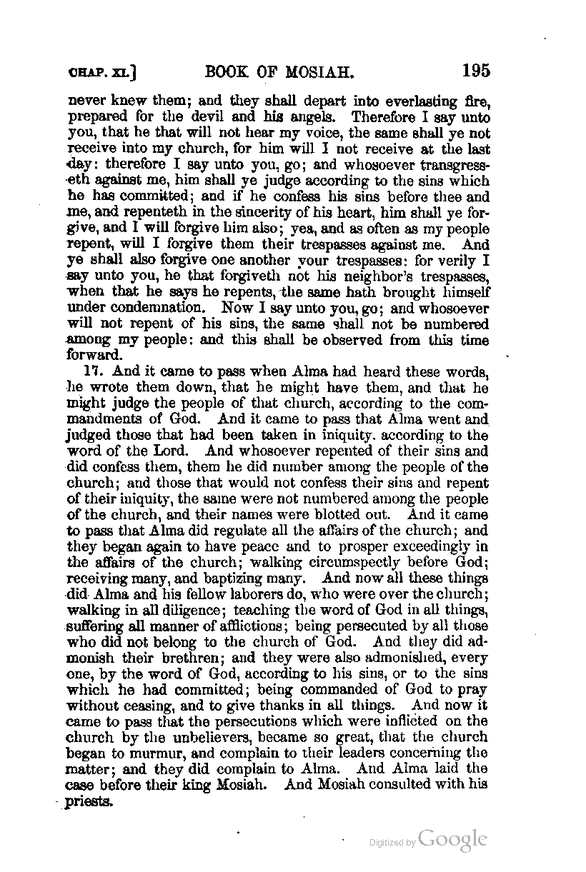 CHAP. XI.] BOOK OF MOSIAH. 195
never knew them; and they shall depart into everlasting fire,
prepared for the devil and his angels. Therefore I say unto
you, that he that will not hear my voice, the same shall ye not
receive into my church, for him will I not receive at the last
day: therefore I say unto you, go; and whosoever transgress-
eth against me, him shall ye judge according to the sins which
he has committed; and if he confess his sins before thee and
me, and repenteth in the sincerity of his heart, him shall ye for-
give, and I will forgive him also; yea, and as often as my people
repent, will I forgive them their trespasses against me. And
ye shall also forgive one another your trespasses: for verily I
say unto you, he that forgiveth not his neighbor's trespasses,
when that he says he repents, the same hath brought himself
under condemnation. Now I say unto you, go; and whosoever
will not repent of his sins, the same shall not be numbered
among my people: and this shall be observed from this time
forward.
17. And it came to pass when Alma had heard these words,
he wrote them down, that he might have them, and that he
might judge the people of that church, according to the com-
mandments of God. And it came to pass that Alma went and
judged those that had been taken in iniquity, according to the
word of the Lord. And whosoever repented of their sins and
did confess them, them he did number among the people of the
church; and those that would not confess their sins and repent
of their iniquity, the same were not numbered among the people
of the church, and their names were blotted out. And it came
to pass that Alma did regulate all the affairs of the church; and
they began again to have peace and to prosper exceedingly in
the affairs of the church; walking circumspectly before God;
receiving many, and baptizing many. And now all these things
did Alma and his fellow laborers do, who were over the church;
walking in all diligence; teaching the word of God in all things,
suffering all manner of afflictions; being persecuted by all those
who did not belong to the church of God. And they did ad-
monish their brethren; and they were also admonished, every
one, by the word of God, according to his sins, or to the sins
which he had committed; being commanded of God to pray
without ceasing, and to give thanks in all things. And now it
came to pass that the persecutions which were inflicted on the
church by the unbelievers, became so great, that the church
began to murmur, and complain to their leaders concerning the
matter; and they did complain to Alma. And Alma laid the
case before their king Mosiah. And Mosiah consulted with his
priests.
Digitized by Google